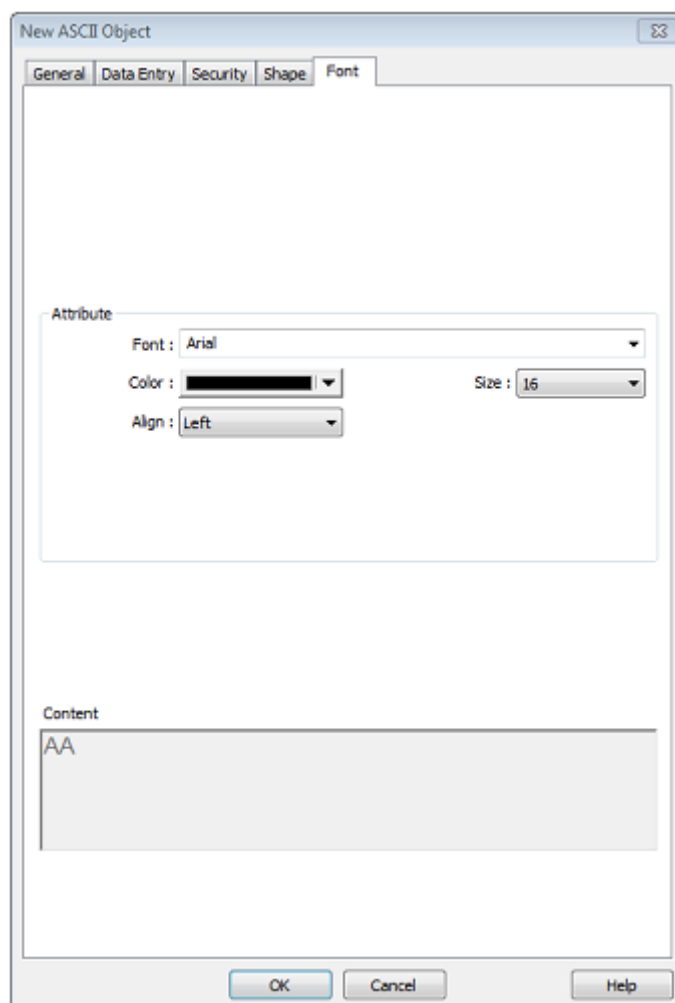 New ASCII Object
General Data Entry Security Shape Font
Attribute
Font : Arial
Color : Size : 16
Align : Left
Content
AA
OK Cancel Help